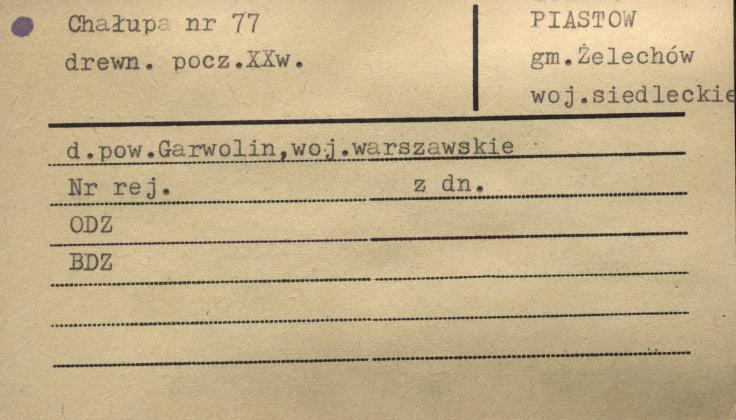 Chałupa nr 77
drewn. pocz.XXw.
PIASTOW
gm.Żelechów
woj.siedleckie
d.pow.Garwolin,woj.warszawskie
Nr rej. z dn.
ODZ
BDZ